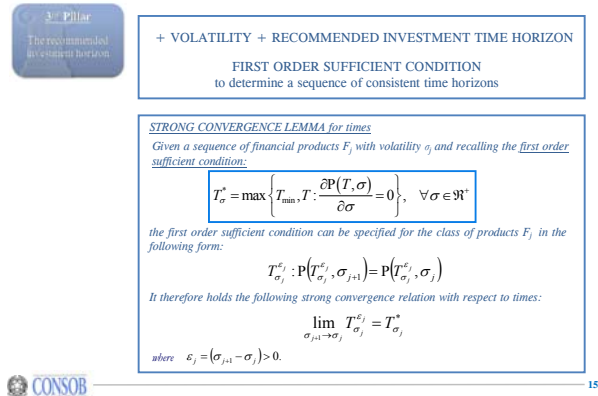 3rd Pillar
The recommended
investment horizon
+ VOLATILITY + RECOMMENDED INVESTMENT TIME HORIZON
FIRST ORDER SUFFICIENT CONDITION
to determine a sequence of consistent time horizons
STRONG CONVERGENCE LEMMA for times
Given a sequence of financial products F_j with volatility σ_j and recalling the first order
sufficient condition:
T*_σ = max{T_min, T : ∂P(T,σ)/∂σ = 0}, ∀σ ∈ ℜ⁺
the first order sufficient condition can be specified for the class of products F_j in the
following form:
T^{ε_j}_{σ_j} : P(T^{ε_j}_{σ_j}, σ_{j+1}) = P(T^{ε_j}_{σ_j}, σ_j)
It therefore holds the following strong convergence relation with respect to times:
lim_{σ_{j+1}→σ_j} T^{ε_j}_{σ_j} = T*_{σ_j}
where ε_j = (σ_{j+1} − σ_j) > 0.
CONSOB
15